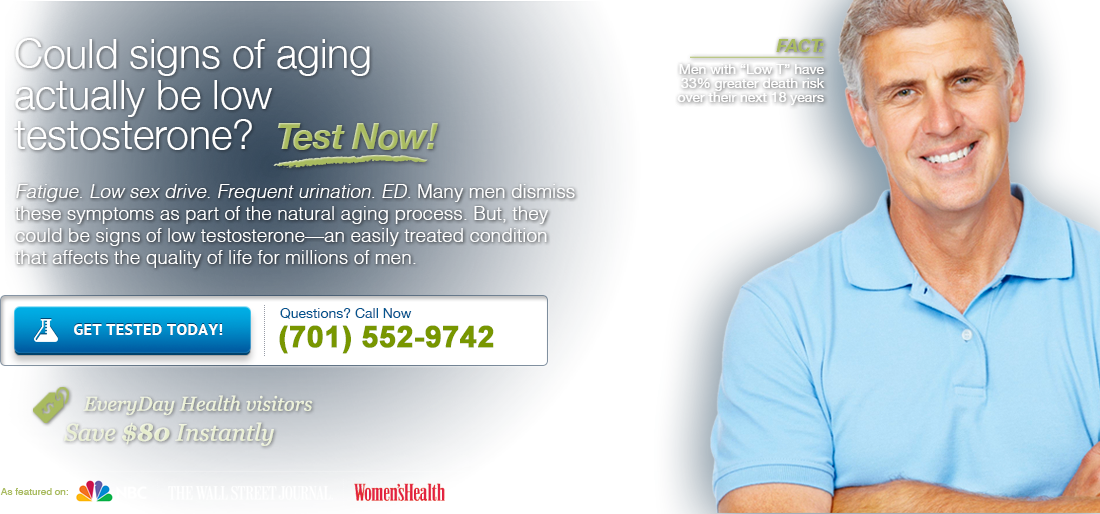 Could signs of aging
actually be low
testosterone? Test Now!
FACT
Men with "Low T" have
33% greater death risk
over their next 18 years
Fatigue. Low sex drive. Frequent urination. ED. Many men dismiss
these symptoms as part of the natural aging process. But, they
could be signs of low testosterone—an easily treated condition
that affects the quality of life for millions of men.
GET TESTED TODAY!
Questions? Call Now
(701) 552-9742
EveryDay Health visitors
Save $80 Instantly
As featured on:
NBC
THE WALL STREET JOURNAL.
Women'sHealth